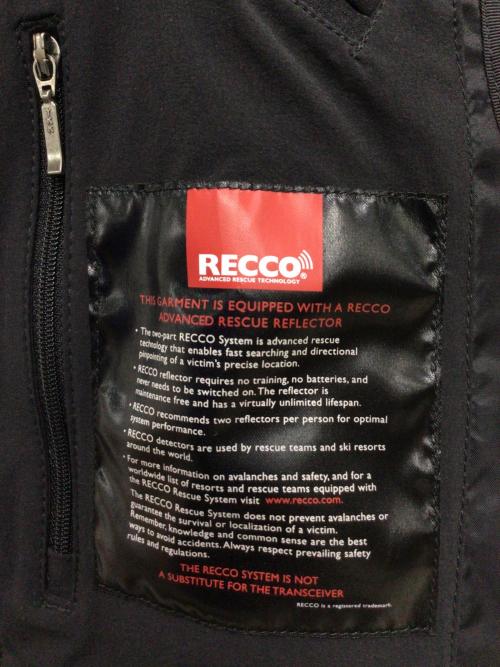 RECCO®
ADVANCED RESCUE TECHNOLOGY
THIS GARMENT IS EQUIPPED WITH A RECCO
ADVANCED RESCUE REFLECTOR
• The two-part RECCO System is advanced rescue
technology that enables fast searching and directional
pinpointing of a victim's precise location.
• RECCO reflector requires no training, no batteries, and
never needs to be switched on. The reflector is
maintenance free and has a virtually unlimited lifespan.
• RECCO recommends two reflectors per person for optimal
system performance.
• RECCO detectors are used by rescue teams and ski resorts
around the world.
• For more information on avalanches and safety, and for a
worldwide list of resorts and rescue teams equipped with
the RECCO Rescue System visit www.recco.com.
The RECCO Rescue System does not prevent avalanches or
guarantee the survival or localization of a victim.
Remember, knowledge and common sense are the best
ways to avoid accidents. Always respect prevailing safety
rules and regulations.
THE RECCO SYSTEM IS NOT
A SUBSTITUTE FOR THE TRANSCEIVER
RECCO is a registered trademark.